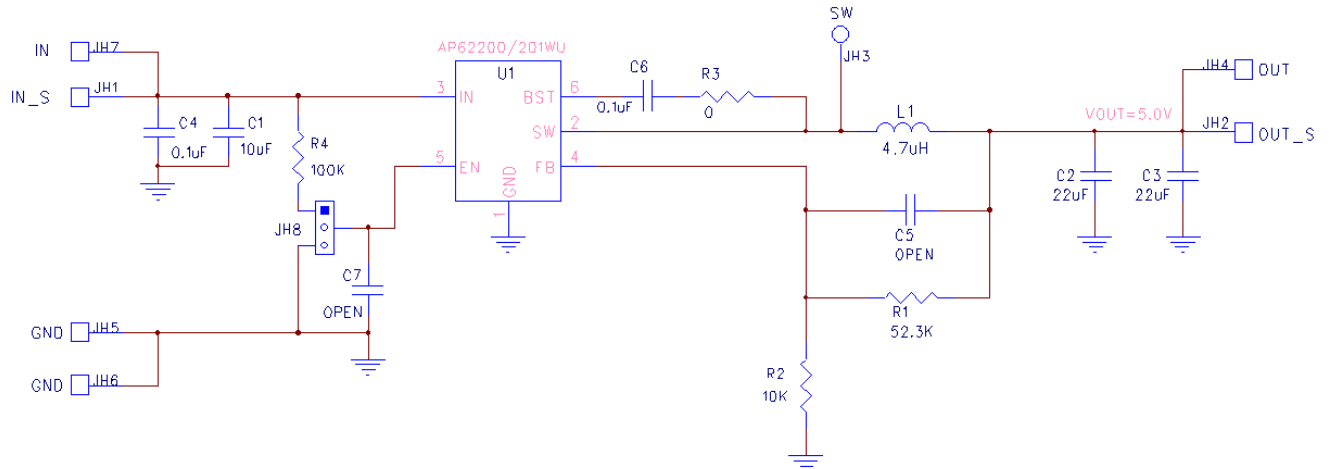 SW
IN
JH7
AP62200/201WU
JH3
JH4
OUT
U1
C6
R3
IN_S
JH1
3
IN
BST
6
0.1uF
0
L1
VOUT=5.0V
JH2
OUT_S
C4
C1
SW
2
4.7uH
0.1uF
10uF
R4
100K
5
EN
FB
4
C2
C3
22uF
22uF
GND
1
JH8
C5
OPEN
C7
OPEN
R1
52.3K
GND
JH5
R2
10K
GND
JH6